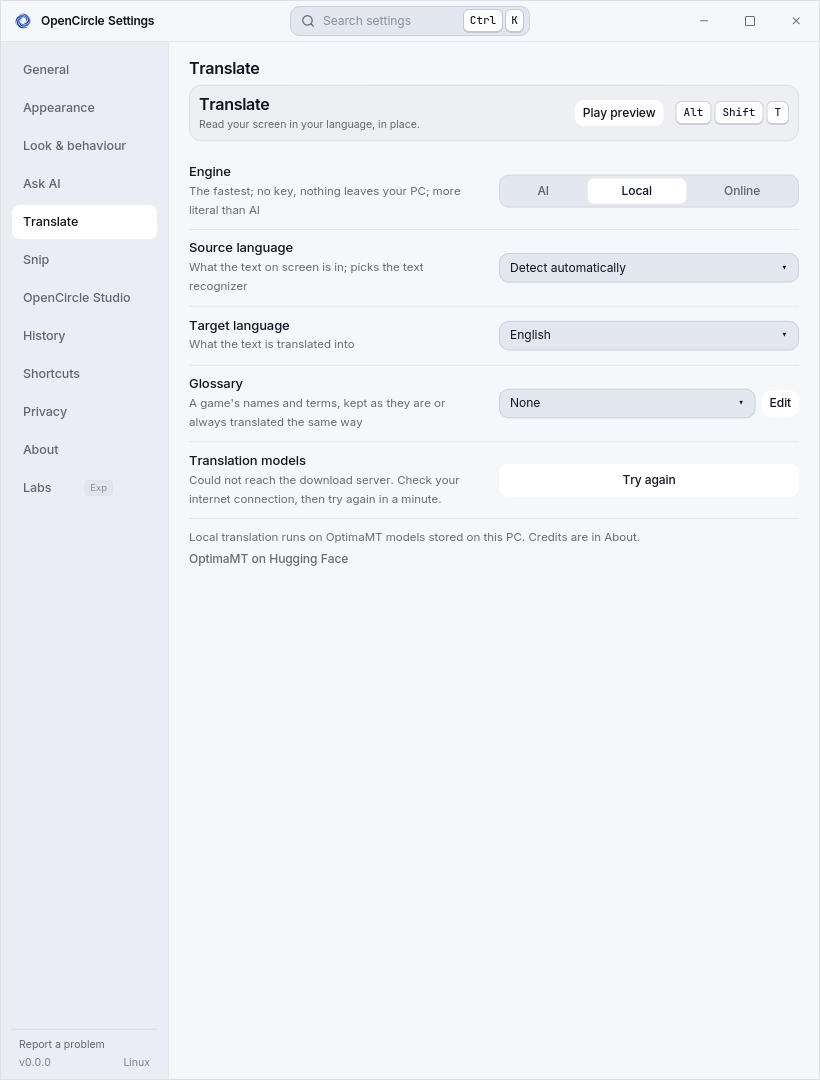 OpenCircle Settings
Search settings
Ctrl K
General
Appearance
Look & behaviour
Ask AI
Translate
Snip
OpenCircle Studio
History
Shortcuts
Privacy
About
Labs Exp
Report a problem
v0.0.0 Linux
Translate
Translate
Read your screen in your language, in place.
Play preview
Alt Shift T
Engine
The fastest; no key, nothing leaves your PC; more
literal than AI
AI Local Online
Source language
What the text on screen is in; picks the text
recognizer
Detect automatically
Target language
What the text is translated into
English
Glossary
A game's names and terms, kept as they are or
always translated the same way
None
Edit
Translation models
Could not reach the download server. Check your
internet connection, then try again in a minute.
Try again
Local translation runs on OptimaMT models stored on this PC. Credits are in About.
OptimaMT on Hugging Face